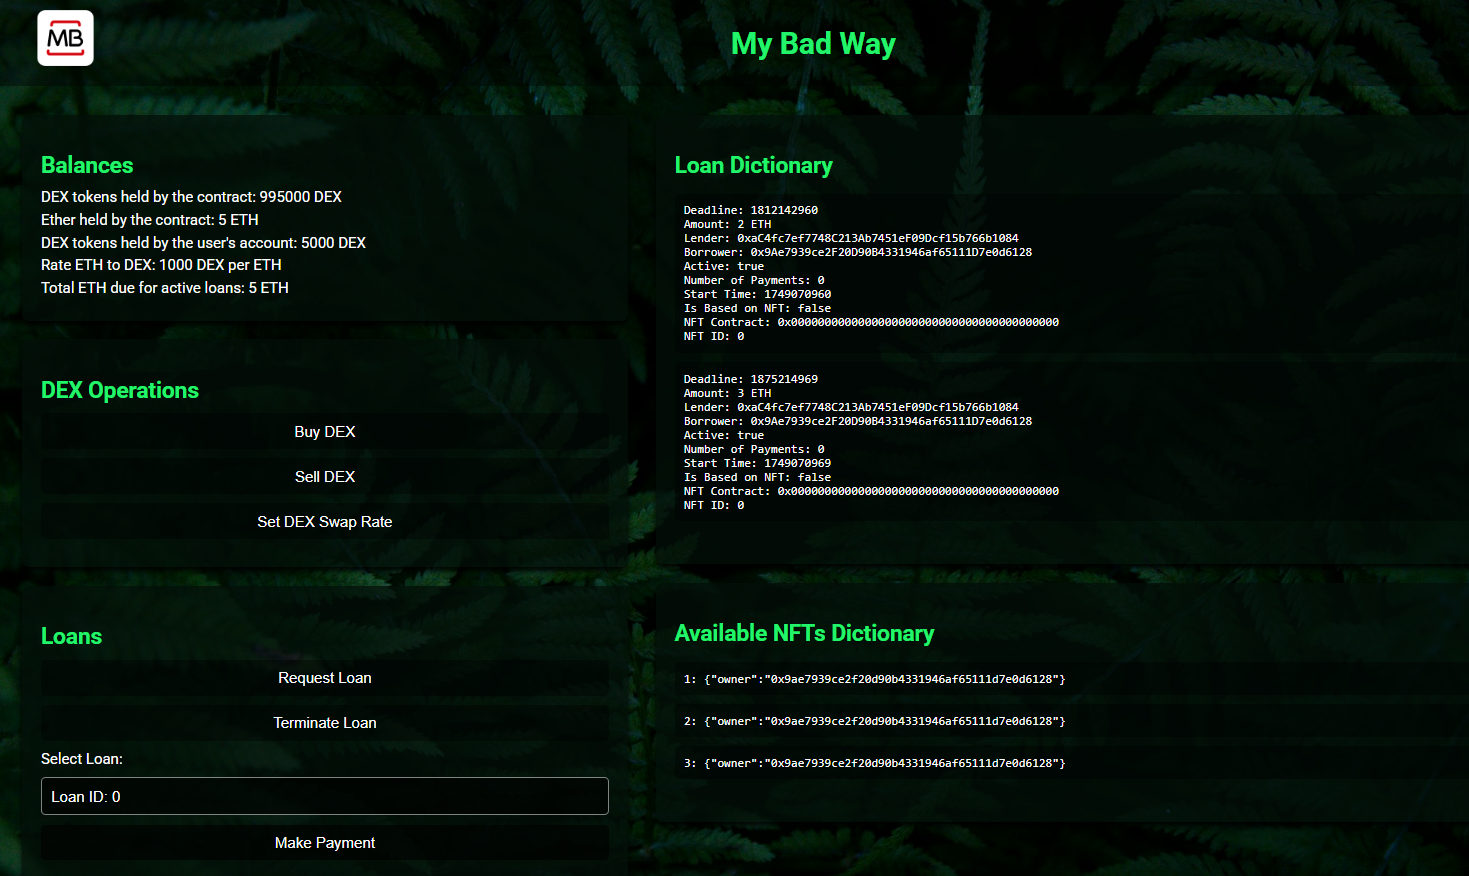 MB
My Bad Way
Balances
DEX tokens held by the contract: 995000 DEX
Ether held by the contract: 5 ETH
DEX tokens held by the user's account: 5000 DEX
Rate ETH to DEX: 1000 DEX per ETH
Total ETH due for active loans: 5 ETH
DEX Operations
Buy DEX
Sell DEX
Set DEX Swap Rate
Loans
Request Loan
Terminate Loan
Select Loan:
Loan ID: 0
Make Payment
Loan Dictionary
Deadline: 1812142960
Amount: 2 ETH
Lender: 0xaC4fc7ef7748C213Ab7451eF09Dcf15b766b1084
Borrower: 0x9Ae7939ce2F20D90B4331946af65111D7e0d6128
Active: true
Number of Payments: 0
Start Time: 1749070960
Is Based on NFT: false
NFT Contract: 0x0000000000000000000000000000000000000000
NFT ID: 0
Deadline: 1875214969
Amount: 3 ETH
Lender: 0xaC4fc7ef7748C213Ab7451eF09Dcf15b766b1084
Borrower: 0x9Ae7939ce2F20D90B4331946af65111D7e0d6128
Active: true
Number of Payments: 0
Start Time: 1749070969
Is Based on NFT: false
NFT Contract: 0x0000000000000000000000000000000000000000
NFT ID: 0
Available NFTs Dictionary
1: {"owner":"0x9ae7939ce2f20d90b4331946af65111d7e0d6128"}
2: {"owner":"0x9ae7939ce2f20d90b4331946af65111d7e0d6128"}
3: {"owner":"0x9ae7939ce2f20d90b4331946af65111d7e0d6128"}